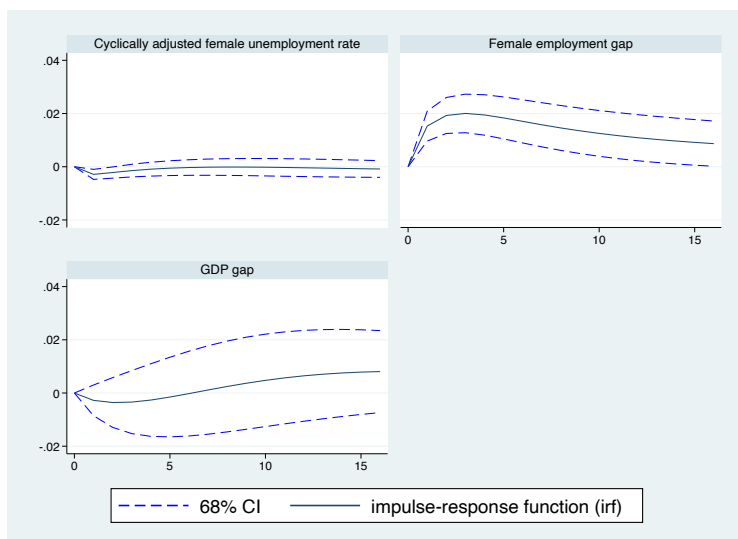 Cyclically adjusted female unemployment rate
Female employment gap
.04
.02
0
-.02
0 5 10 15
GDP gap
.04
.02
0
-.02
0 5 10 15
68% CI impulse-response function (irf)